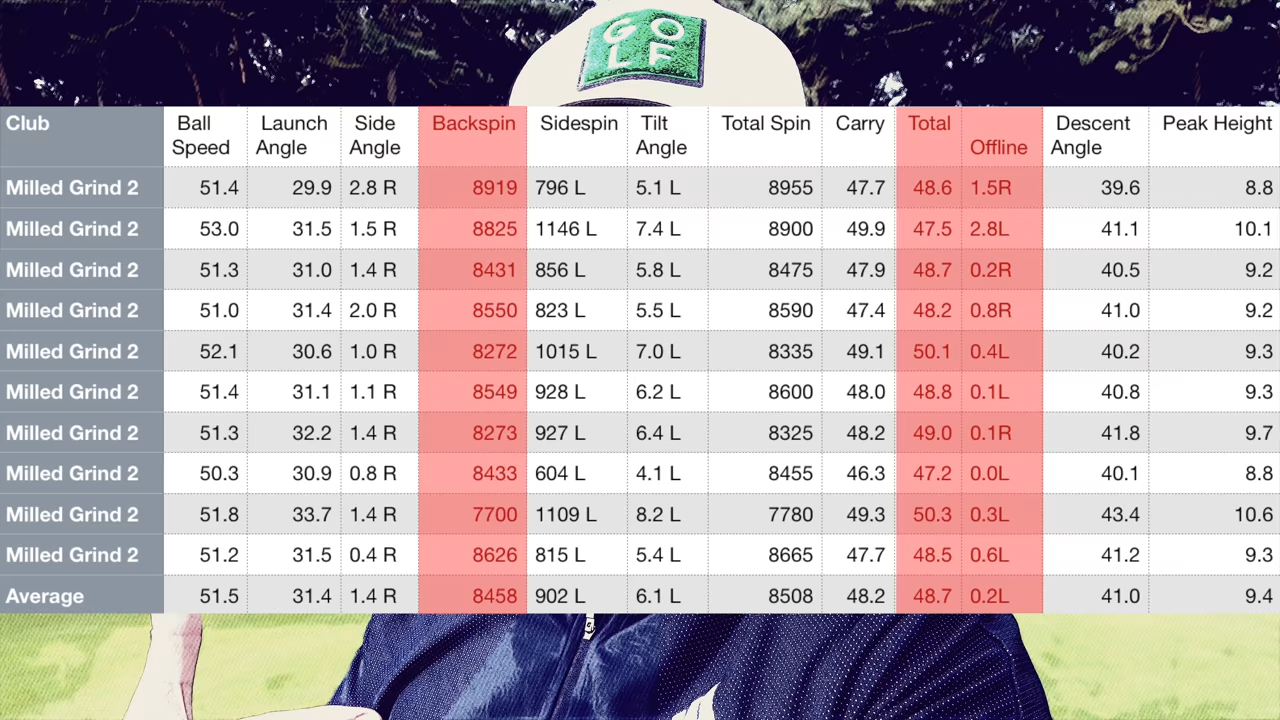 GO
LF
Club Ball Speed Launch Angle Side Angle Backspin Sidespin Tilt Angle Total Spin Carry Total Offline Descent Angle Peak Height
Milled Grind 2 51.4 29.9 2.8 R 8919 796 L 5.1 L 8955 47.7 48.6 1.5R 39.6 8.8
Milled Grind 2 53.0 31.5 1.5 R 8825 1146 L 7.4 L 8900 49.9 47.5 2.8L 41.1 10.1
Milled Grind 2 51.3 31.0 1.4 R 8431 856 L 5.8 L 8475 47.9 48.7 0.2R 40.5 9.2
Milled Grind 2 51.0 31.4 2.0 R 8550 823 L 5.5 L 8590 47.4 48.2 0.8R 41.0 9.2
Milled Grind 2 52.1 30.6 1.0 R 8272 1015 L 7.0 L 8335 49.1 50.1 0.4L 40.2 9.3
Milled Grind 2 51.4 31.1 1.1 R 8549 928 L 6.2 L 8600 48.0 48.8 0.1L 40.8 9.3
Milled Grind 2 51.3 32.2 1.4 R 8273 927 L 6.4 L 8325 48.2 49.0 0.1R 41.8 9.7
Milled Grind 2 50.3 30.9 0.8 R 8433 604 L 4.1 L 8455 46.3 47.2 0.0L 40.1 8.8
Milled Grind 2 51.8 33.7 1.4 R 7700 1109 L 8.2 L 7780 49.3 50.3 0.3L 43.4 10.6
Milled Grind 2 51.2 31.5 0.4 R 8626 815 L 5.4 L 8665 47.7 48.5 0.6L 41.2 9.3
Average 51.5 31.4 1.4 R 8458 902 L 6.1 L 8508 48.2 48.7 0.2L 41.0 9.4